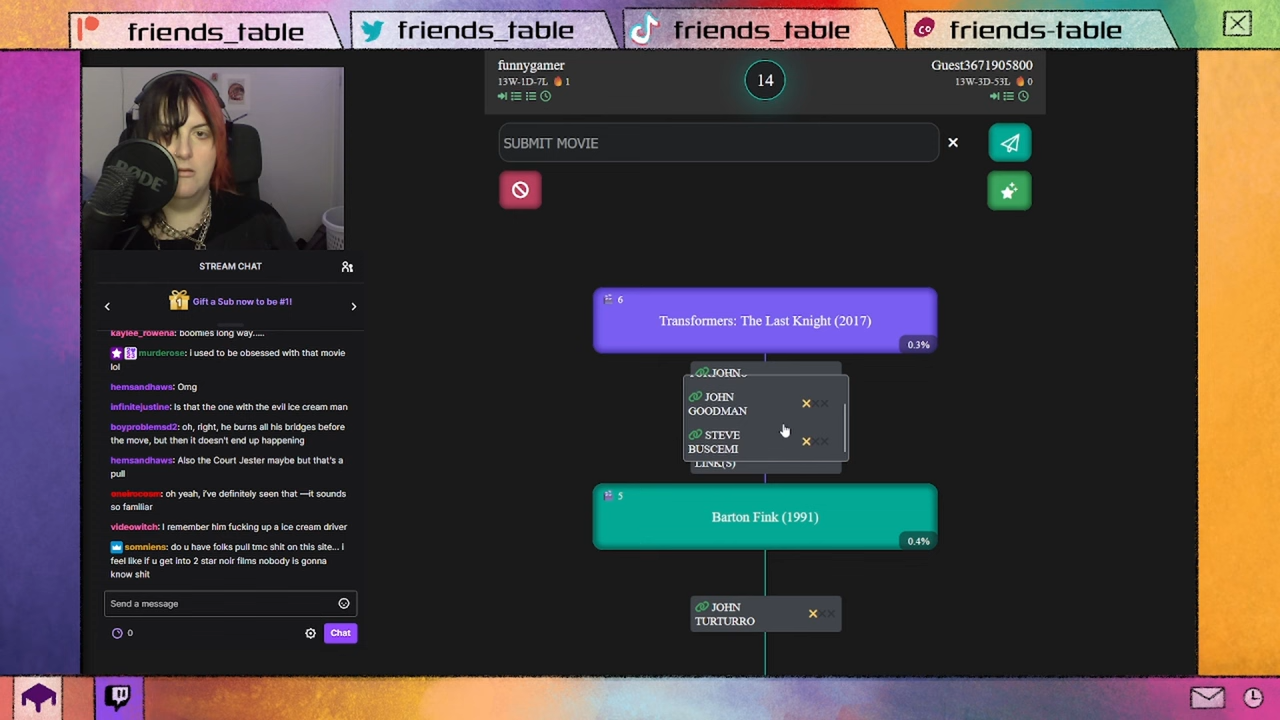 friends_table
friends_table
friends_table
friends-table
funnygamer
13W-1D-7L 1
14
Guest3671905800
13W-3D-53L 0
SUBMIT MOVIE
6
Transformers: The Last Knight (2017)
0.3%
JOHN
GOODMAN
STEVE
BUSCEMI
LINK(S)
5
Barton Fink (1991)
0.4%
JOHN
TURTURRO
RØDE
STREAM CHAT
1
Gift a Sub now to be #1!
kaylee_rowena: boomies long way.....
murderose: i used to be obsessed with that movie
lol
hemsandhaws: Omg
infinitejustine: Is that the one with the evil ice cream man
boyproblemsd2: oh, right, he burns all his bridges before
the move, but then it doesn't end up happening
hemsandhaws: Also the Court Jester maybe but that's a
pull
oneirocosm: oh yeah, i've definitely seen that —it sounds
so familiar
videowitch: I remember him fucking up a ice cream driver
somniens: do u have folks pull tmc shit on this site... i
feel like if u get into 2 star noir films nobody is gonna
know shit
Send a message
0
Chat